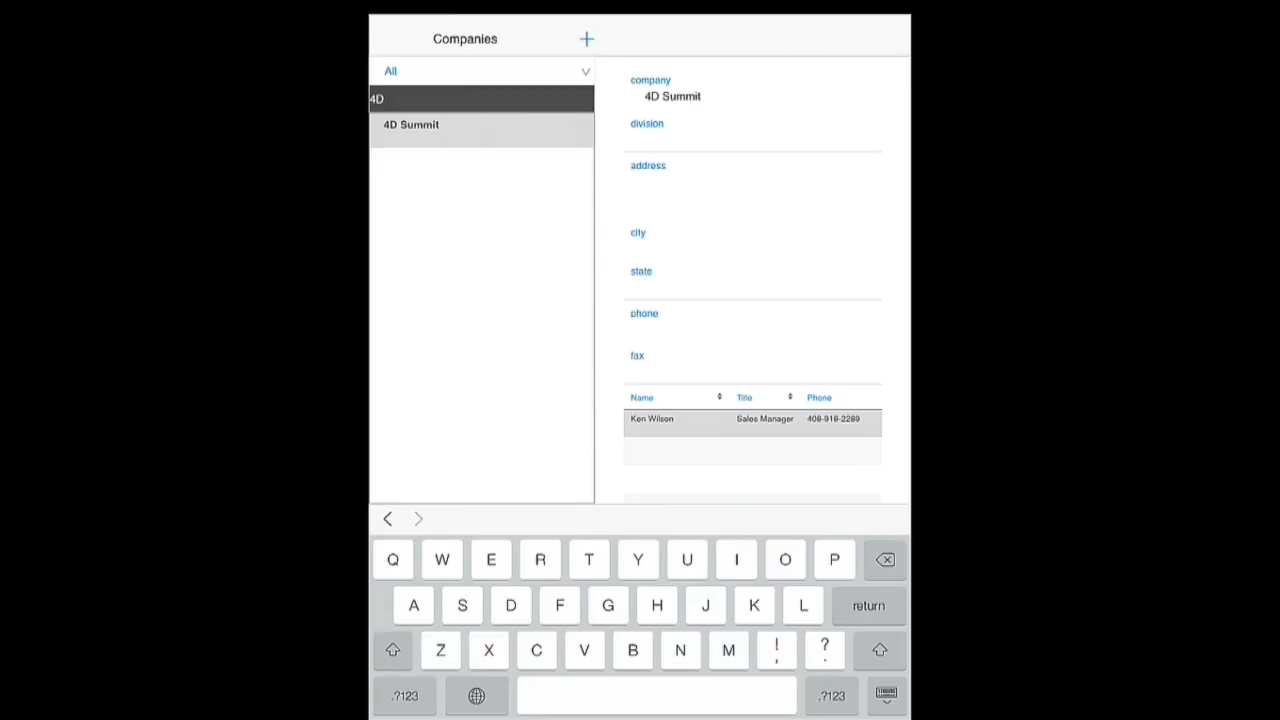 Companies +
All
4D
4D Summit
company
4D Summit
division
address
city
state
phone
fax
Name Title Phone
Ken Wilson Sales Manager 408-918-2289
Q W E R T Y U I O P
A S D F G H J K L return
Z X C V B N M ! , ? .
.?123 .?123